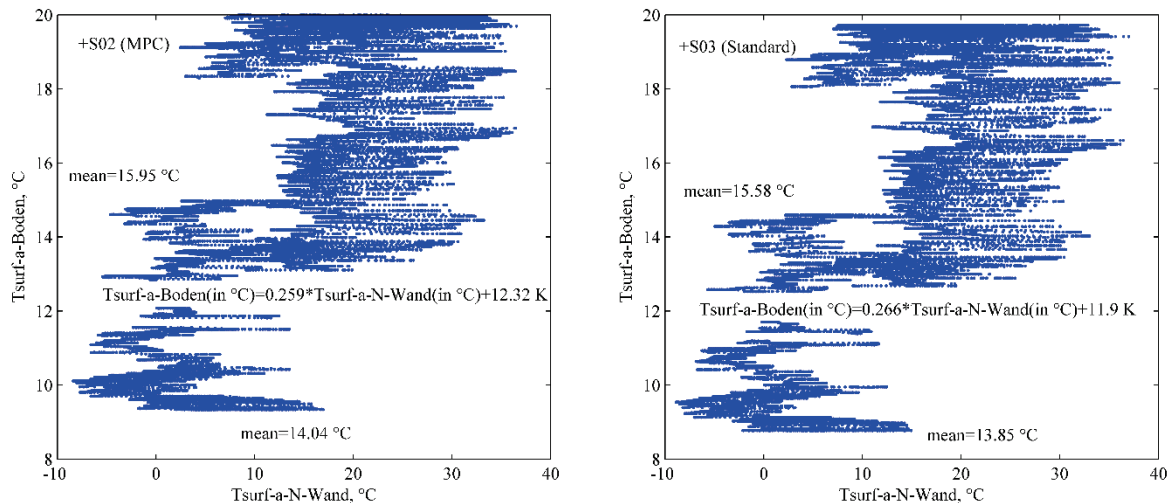 20
18
16
14
12
10
8
-10
0
10
20
30
40
Tsurf-a-Boden, °C
Tsurf-a-N-Wand, °C
+S02 (MPC)
mean=15.95 °C
Tsurf-a-Boden(in °C)=0.259*Tsurf-a-N-Wand(in °C)+12.32 K
mean=14.04 °C
20
18
16
14
12
10
8
-10
0
10
20
30
40
Tsurf-a-Boden, °C
Tsurf-a-N-Wand, °C
+S03 (Standard)
mean=15.58 °C
Tsurf-a-Boden(in °C)=0.266*Tsurf-a-N-Wand(in °C)+11.9 K
mean=13.85 °C